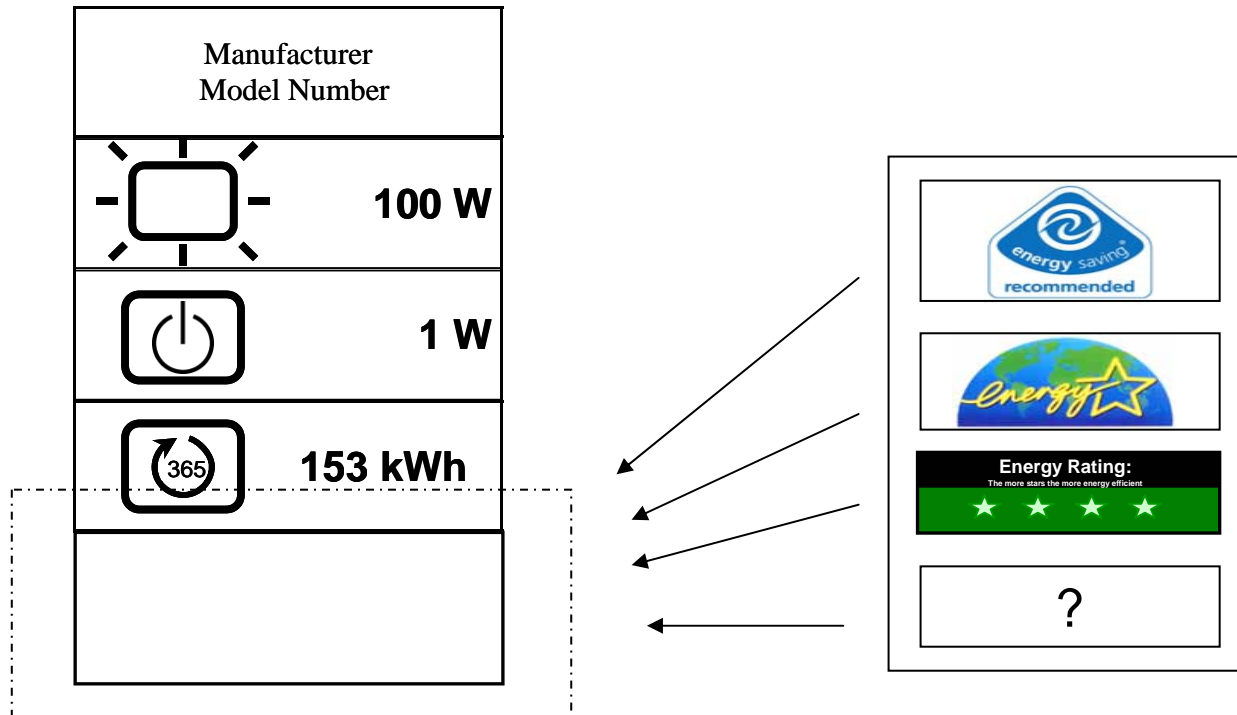 Manufacturer
Model Number
100 W
1 W
365
153 kWh
energy saving®
recommended
energy
Energy Rating:
The more stars the more energy efficient
?